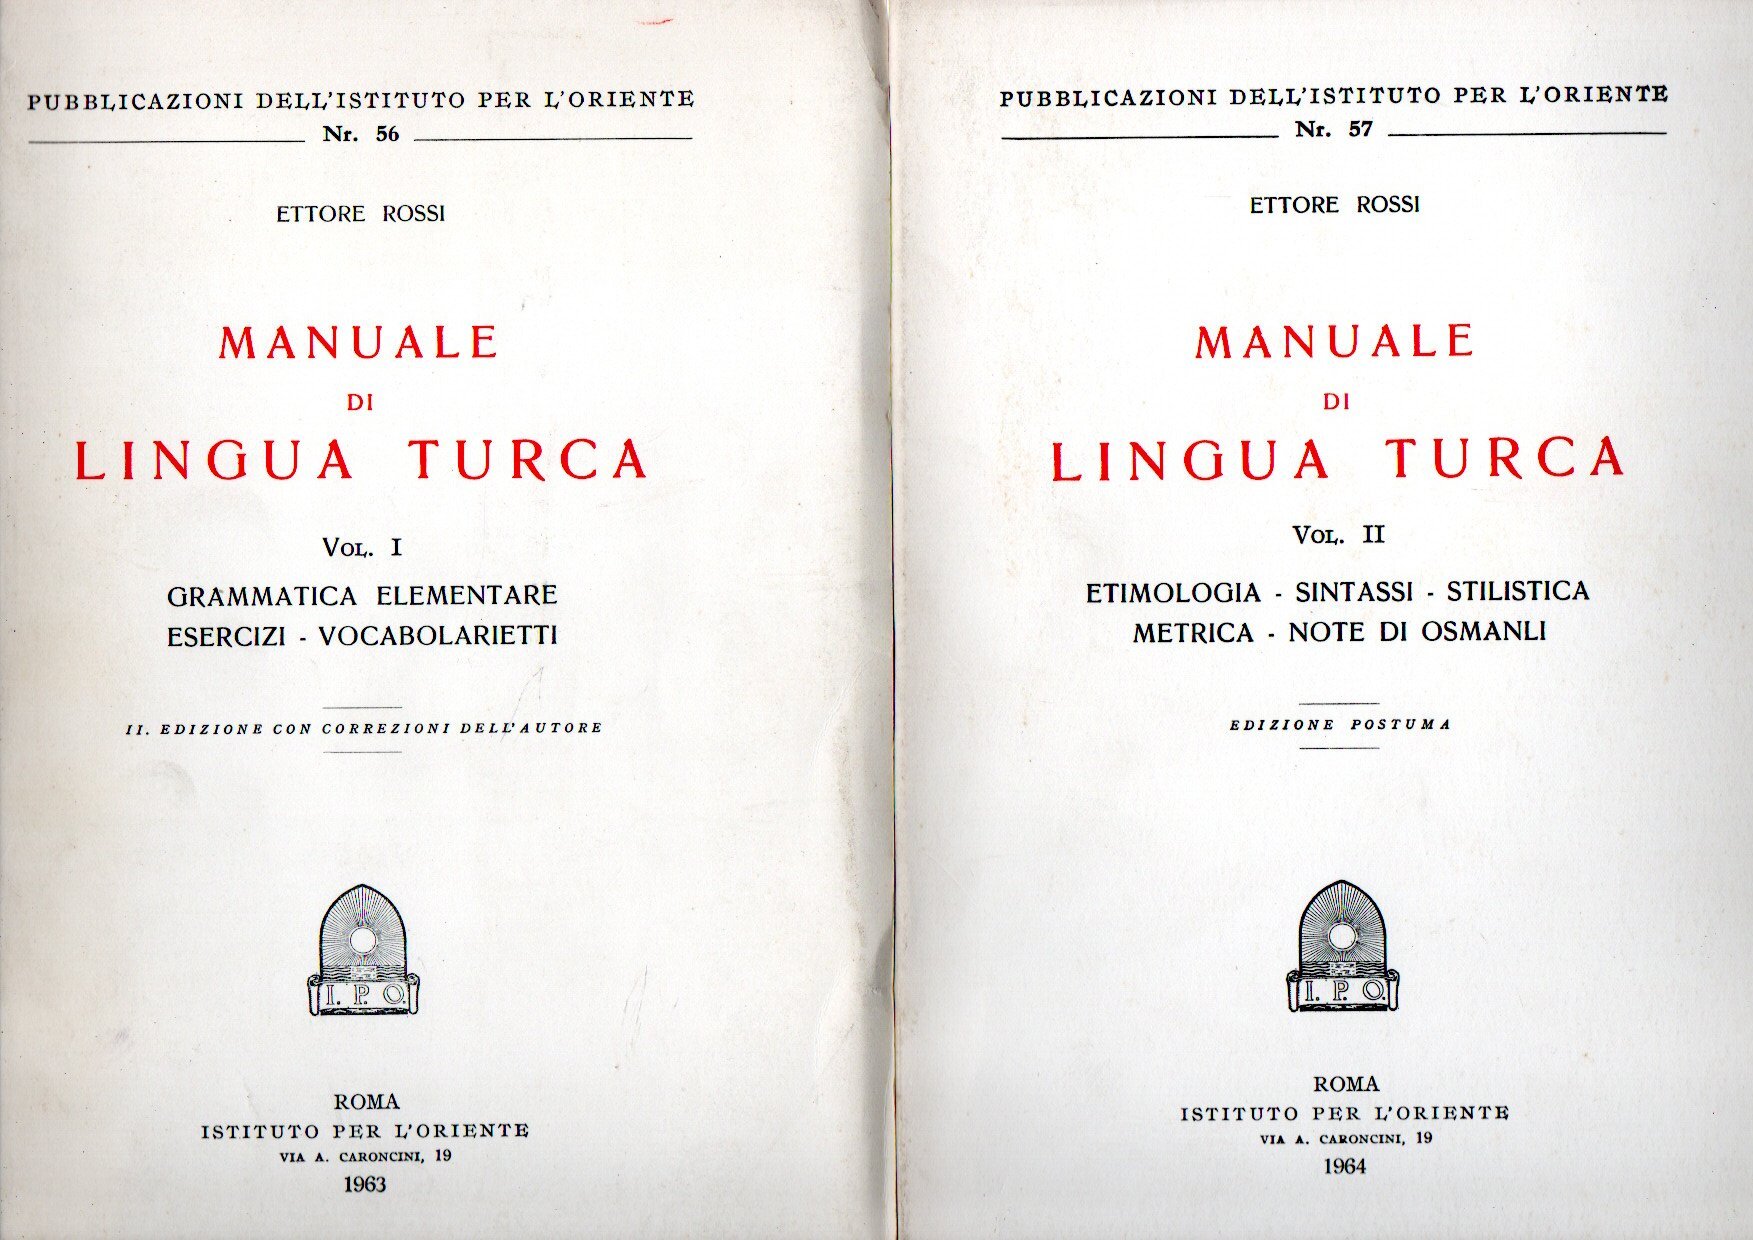 PUBBLICAZIONI DELL'ISTITUTO PER L'ORIENTE
Nr. 56
ETTORE ROSSI
MANUALE
DI
LINGUA TURCA
VOL. I
GRAMMATICA ELEMENTARE
ESERCIZI - VOCABOLARIETTI
II. EDIZIONE CON CORREZIONI DELL'AUTORE
I. P. O.
ROMA
ISTITUTO PER L'ORIENTE
VIA A. CARONCINI, 19
1963
PUBBLICAZIONI DELL'ISTITUTO PER L'ORIENTE
Nr. 57
ETTORE ROSSI
MANUALE
DI
LINGUA TURCA
VOL. II
ETIMOLOGIA - SINTASSI - STILISTICA
METRICA - NOTE DI OSMANLI
EDIZIONE POSTUMA
I. P. O.
ROMA
ISTITUTO PER L'ORIENTE
VIA A. CARONCINI, 19
1964